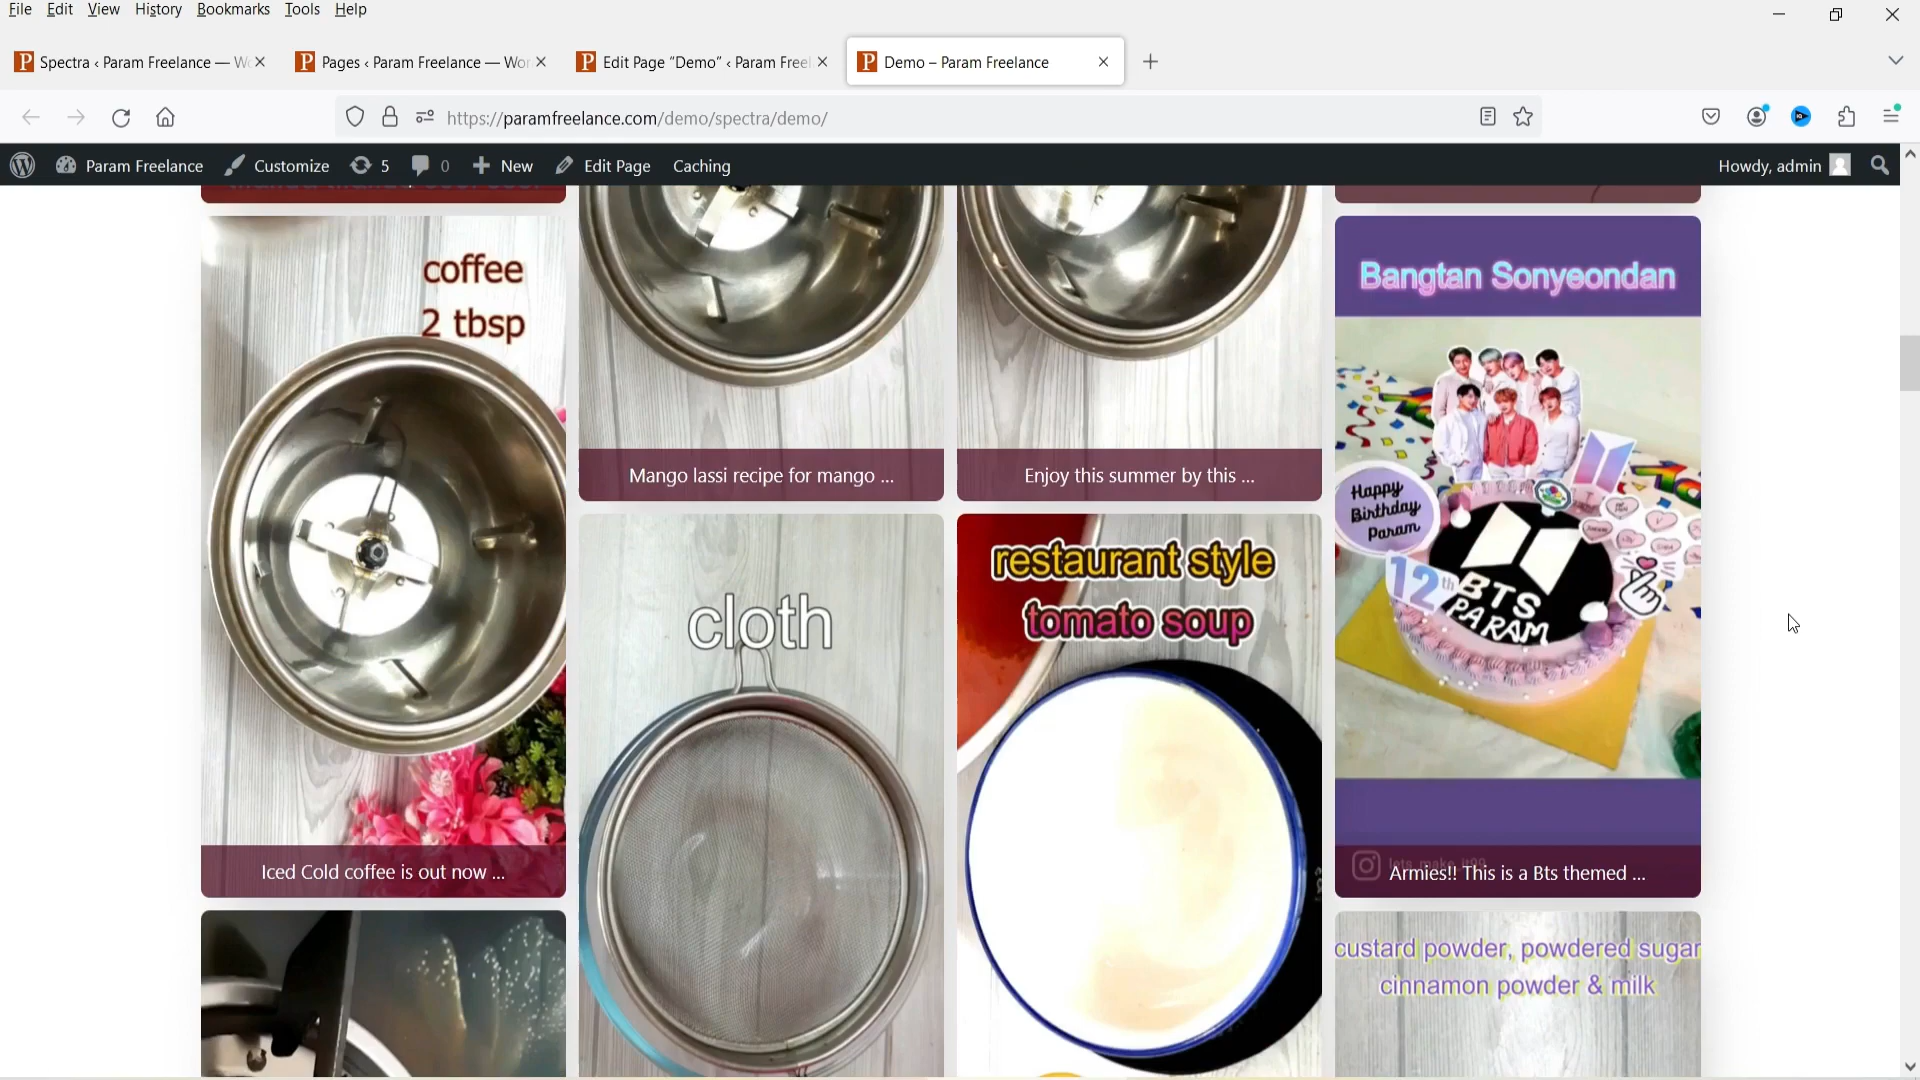 File Edit View History Bookmarks Tools Help
Spectra ‹ Param Freelance — Wo
Pages ‹ Param Freelance — Wor
Edit Page “Demo” ‹ Param Freel
Demo – Param Freelance
https://paramfreelance.com/demo/spectra/demo/
Param Freelance
Customize
5
0
New
Edit Page
Caching
Howdy, admin
coffee
2 tbsp
Iced Cold coffee is out now ...
Mango lassi recipe for mango ...
cloth
Enjoy this summer by this ...
restaurant style
tomato soup
Bangtan Sonyeondan
Happy
Birthday
Param
12th
BTS
PARAM
Armies!! This is a Bts themed ...
custard powder, powdered sugar
cinnamon powder & milk